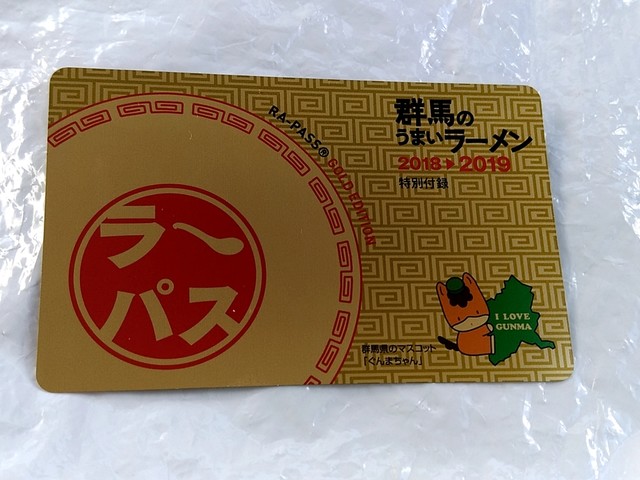 RA-PASS® GOLD EDITION
ラー
パス
群馬の
うまいラーメン
2018▶2019
特別付録
I LOVE
GUNMA
群馬県のマスコット
「ぐんまちゃん」